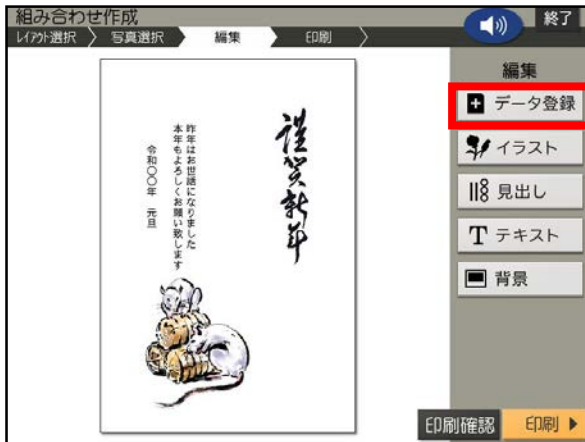 組み合わせ作成
終了
ﾚｲｱｳﾄ選択
写真選択
編集
印刷
謹賀新年
昨年はお世話になりました
本年もよろしくお願い致します
令和〇〇年 元旦
編集
データ登録
イラスト
見出し
テキスト
背景
印刷確認
印刷